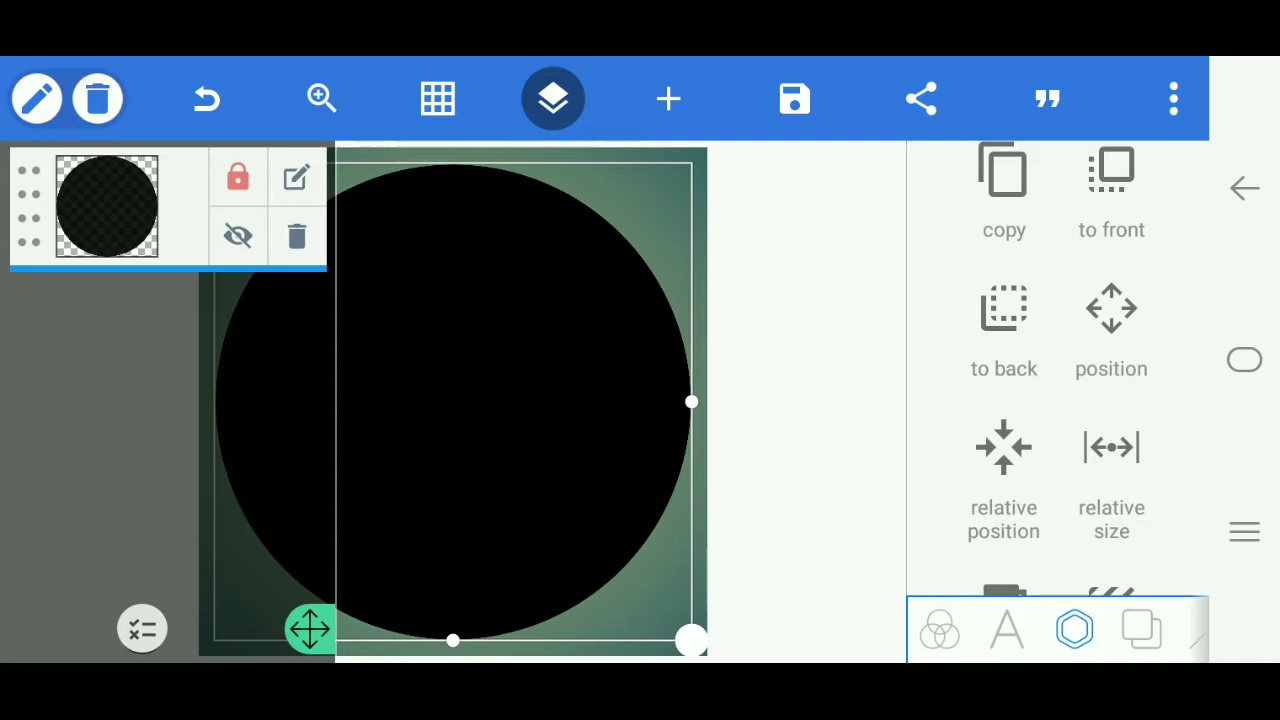 copy
to front
to back
position
relative
position
relative
size